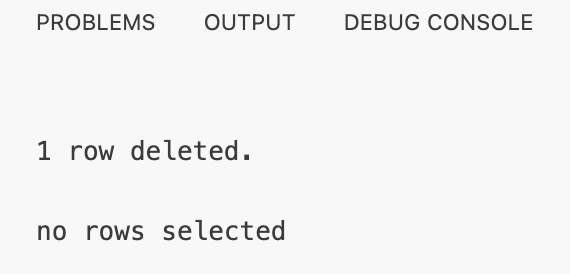 PROBLEMS OUTPUT DEBUG CONSOLE
1 row deleted.
no rows selected